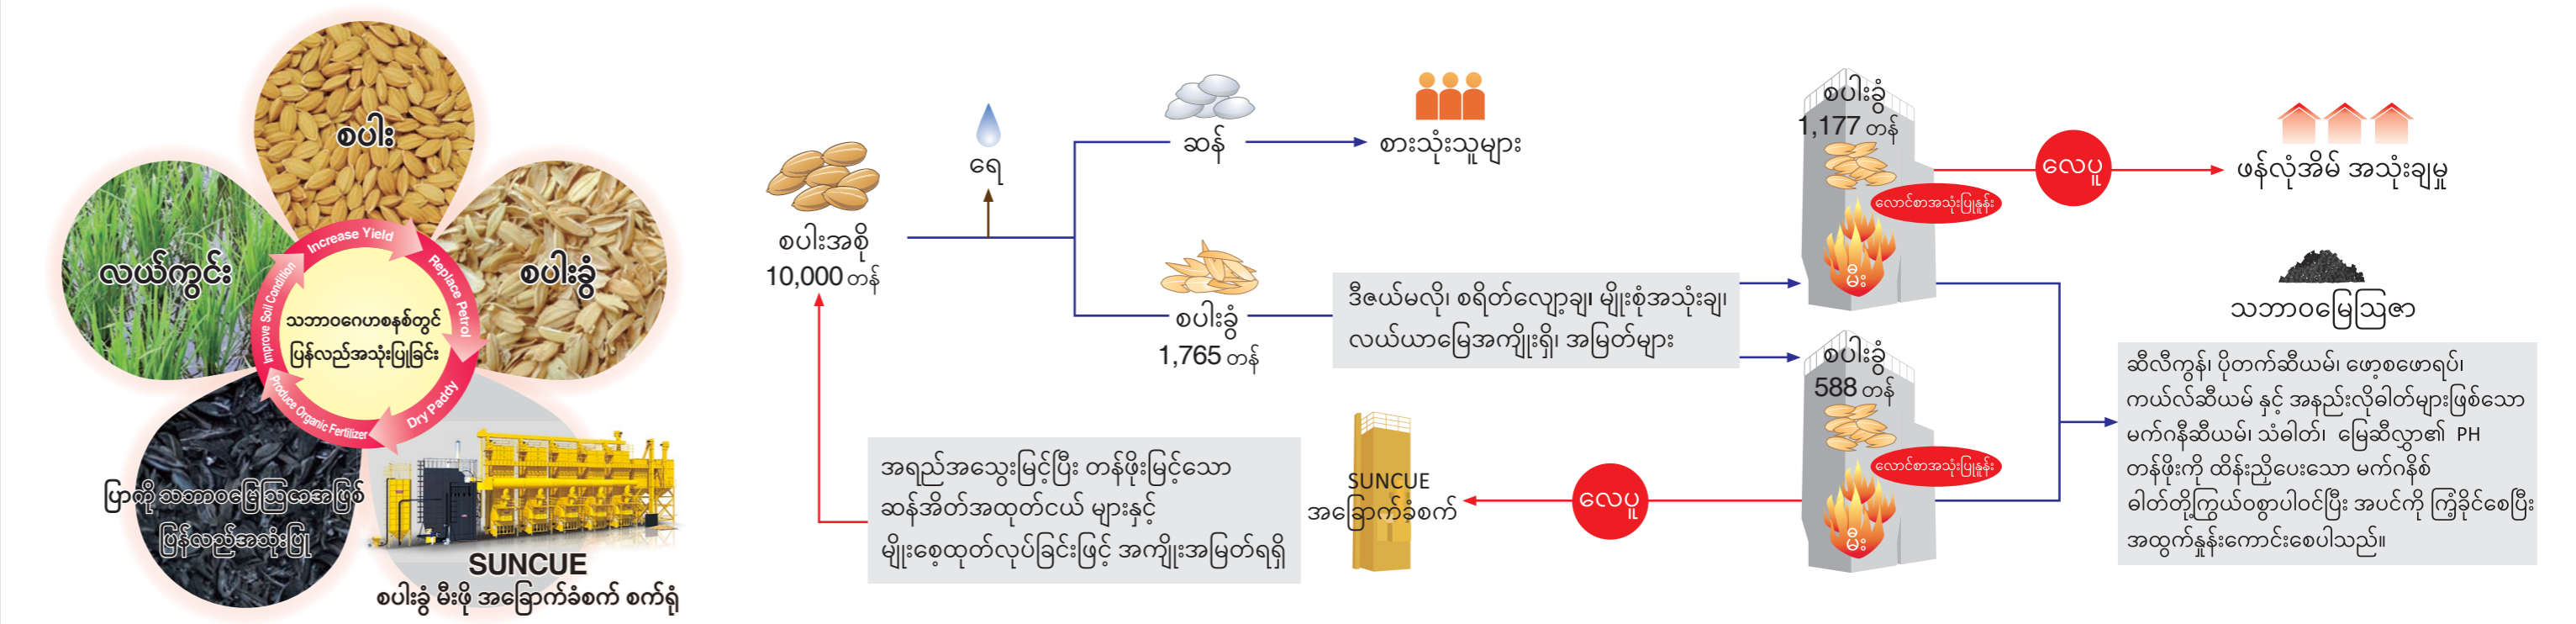 စပါး
လယ်ကွင်း
စပါးခွံ
Increase Yield
Replace Petrol
Dry Paddy
Produce Organic Fertilizer
Improve Soil Condition
သဘာဝဂေဟစနစ်တွင်
ပြန်လည်အသုံးပြုခြင်း
ပြာကို သဘာဝမြေဩဇာအဖြစ်
ပြန်လည်အသုံးပြု
SUNCUE
စပါးခွံ မီးဖို အခြောက်ခံစက် စက်ရုံ
စပါးအစို
10,000 တန်
ရေ
ဆန်
စားသုံးသူများ
စပါးခွံ
1,765 တန်
ဒီဇယ်မလို၊ စရိတ်လျော့ချ၊ မျိုးစုံအသုံးချ၊
လယ်ယာမြေအကျိုးရှိ၊ အမြတ်များ
စပါးခွံ
1,177 တန်
လောင်စာအသုံးပြုနှုန်း
မီး
လေပူ
ဖန်လုံအိမ် အသုံးချမှု
စပါးခွံ
588 တန်
လောင်စာအသုံးပြုနှုန်း
မီး
လေပူ
SUNCUE
အခြောက်ခံစက်
အရည်အသွေးမြင့်ပြီး တန်ဖိုးမြင့်သော
ဆန်အိတ်အထုတ်ငယ် များနှင့်
မျိုးစေ့ထုတ်လုပ်ခြင်းဖြင့် အကျိုးအမြတ်ရရှိ
သဘာဝမြေဩဇာ
ဆီလီကွန်၊ ပိုတက်ဆီယမ်၊ ဖော့စဖောရပ်၊
ကယ်လ်ဆီယမ် နှင့် အနည်းလိုဓါတ်များဖြစ်သော
မက်ဂနီဆီယမ်၊ သံဓါတ်၊ မြေဆီလွှာ၏ PH
တန်ဖိုးကို ထိန်းညှိပေးသော မက်ဂနိစ်
ဓါတ်တို့ကြွယ်ဝစွာပါဝင်ပြီး အပင်ကို ကြံ့ခိုင်စေပြီး
အထွက်နှုန်းကောင်းစေပါသည်။